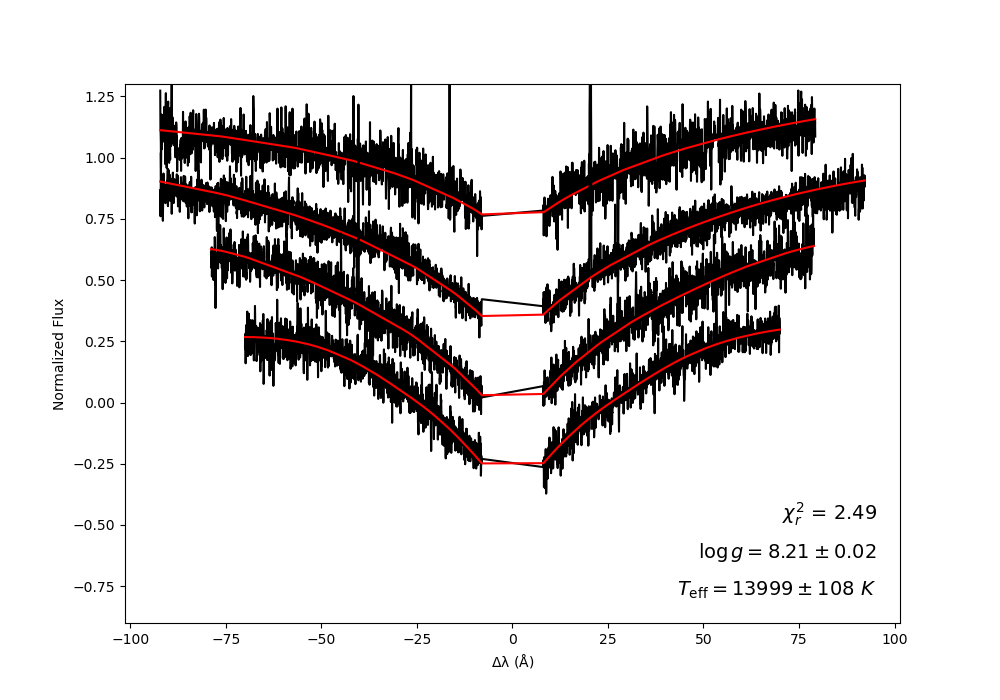 1.25
1.00
0.75
0.50
0.25
0.00
−0.25
−0.50
−0.75
Normalized Flux
χ²ᵣ = 2.49
log g = 8.21 ± 0.02
T_eff = 13999 ± 108 K
−100 −75 −50 −25 0 25 50 75 100
Δλ (Å)